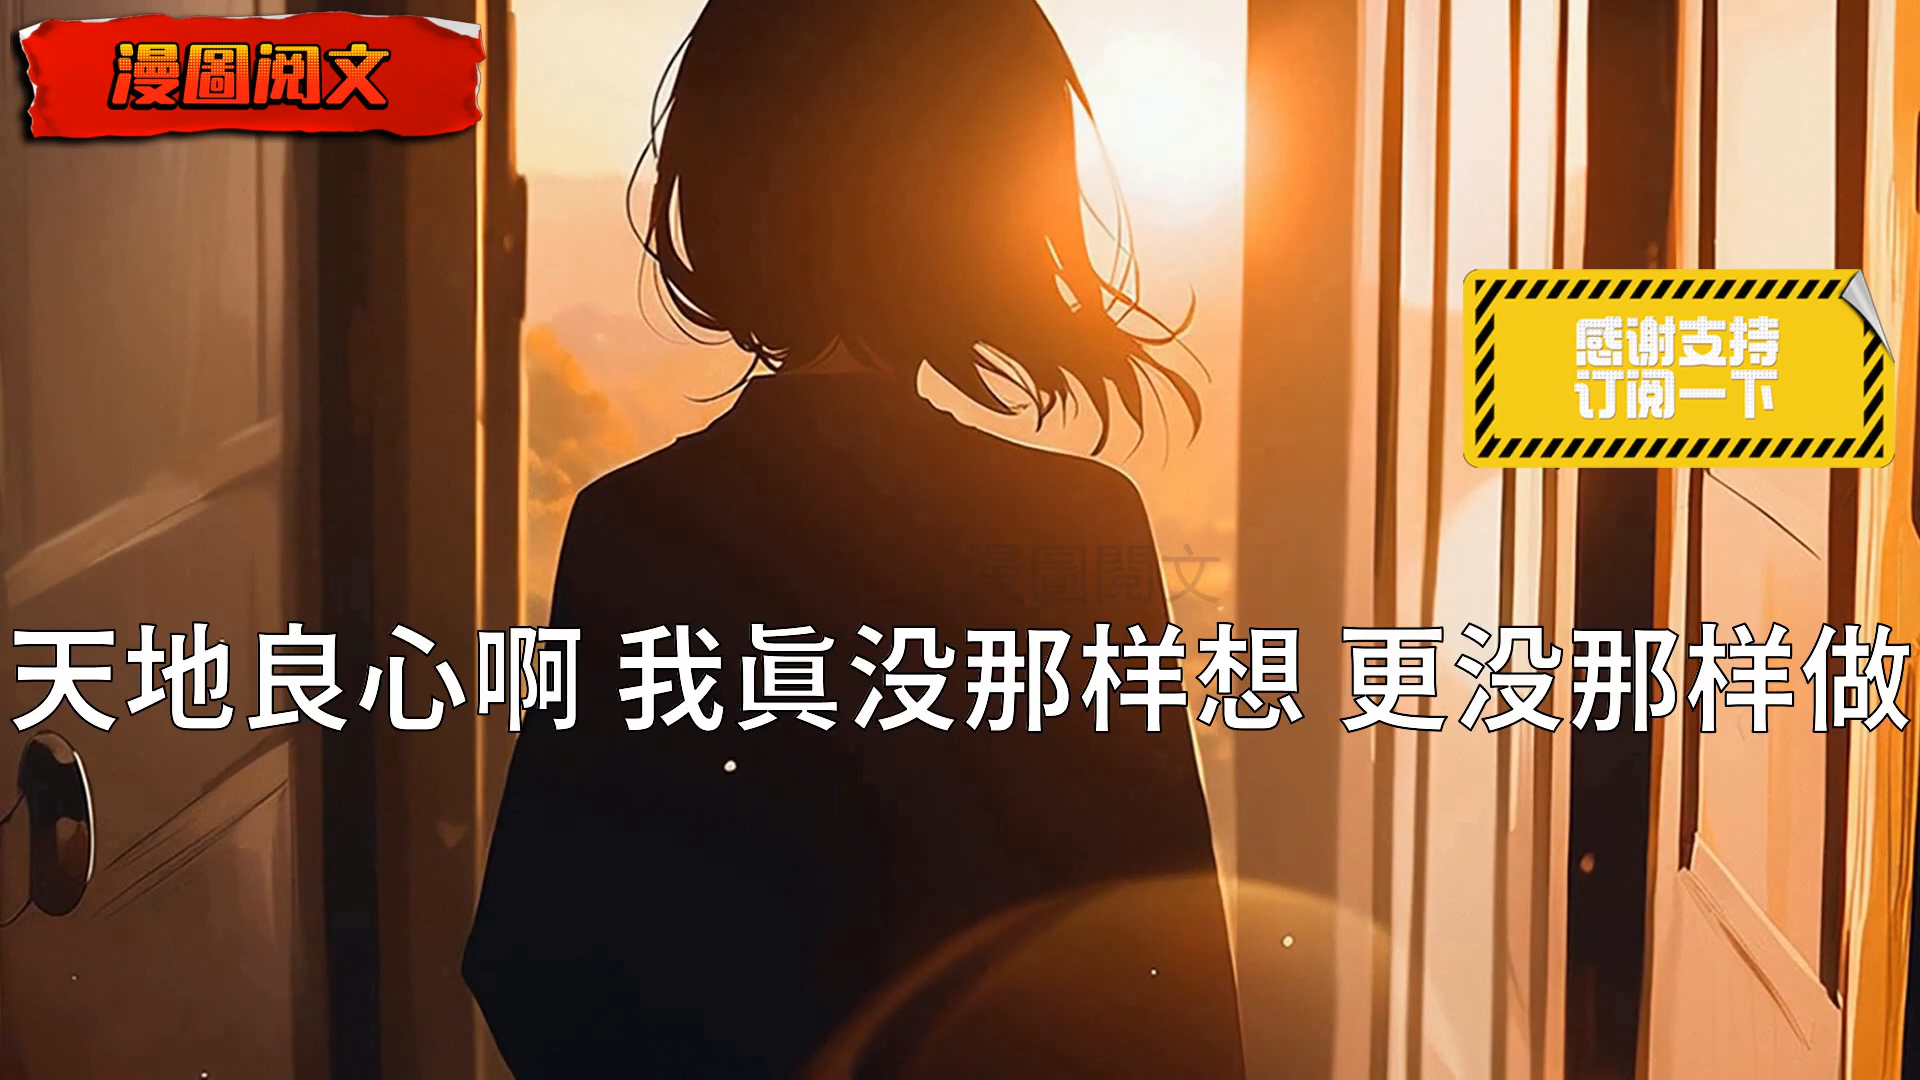 漫圖阅文
感谢支持
订阅一下
漫圖閱文
天地良心啊 我眞没那样想 更没那样做